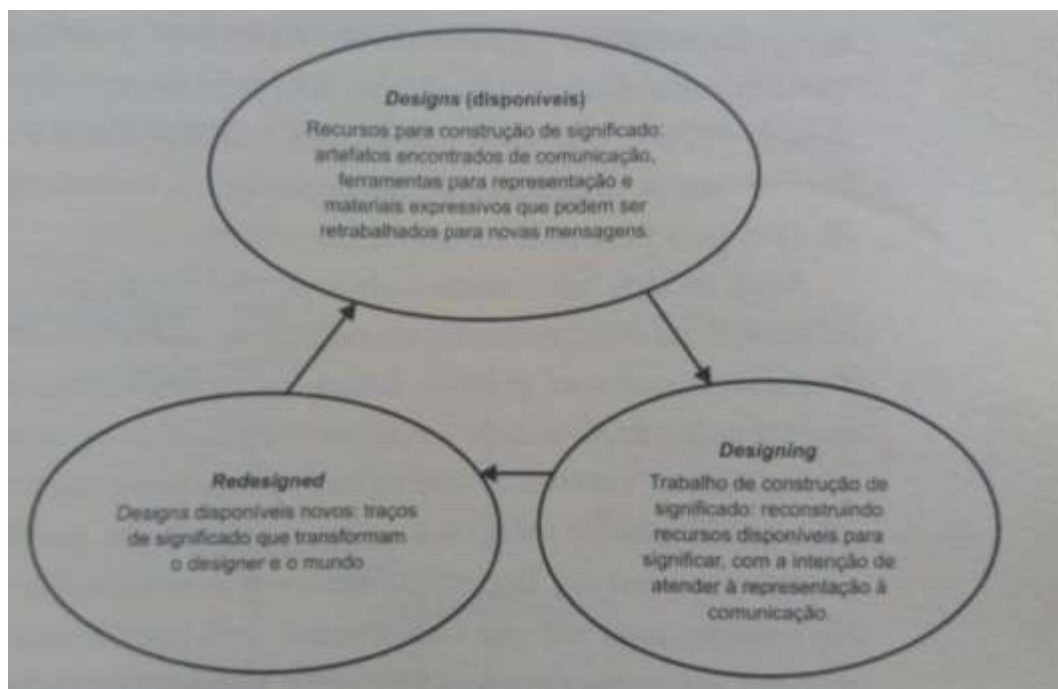 Designs (disponíveis)
Recursos para construção de significado:
artefatos encontrados de comunicação,
ferramentas para representação e
materiais expressivos que podem ser
retrabalhados para novas mensagens.
Designing
Trabalho de construção de
significado: reconstruindo
recursos disponíveis para
significar, com a intenção de
atender à representação à
comunicação.
Redesigned
Designs disponíveis novos: traços
de significado que transformam
o designer e o mundo